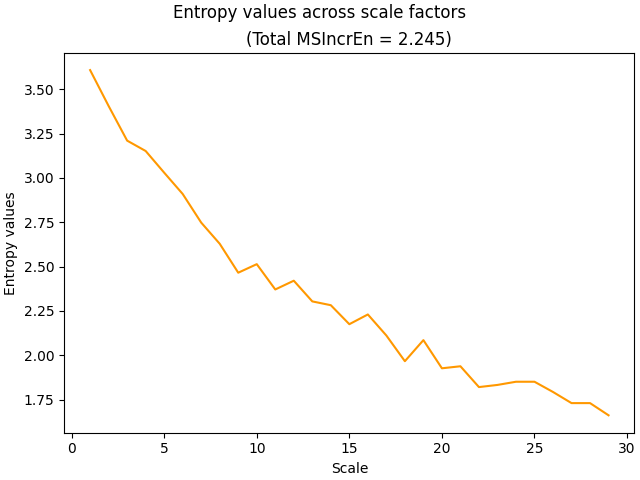 Entropy values across scale factors
(Total MSIncrEn = 2.245)
3.50
3.25
3.00
2.75
2.50
2.25
2.00
1.75
Entropy values
0 5 10 15 20 25 30
Scale